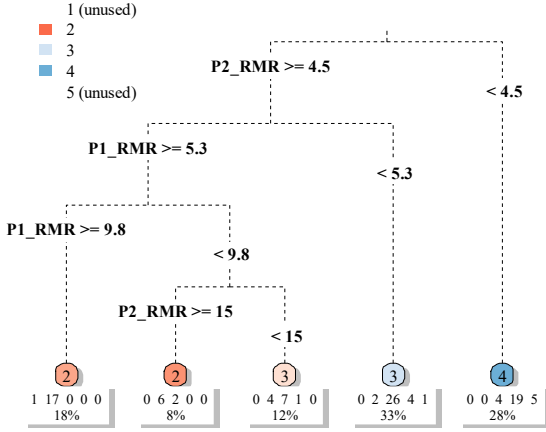 1 (unused)
2
3
4
5 (unused)
P2_RMR >= 4.5
< 4.5
P1_RMR >= 5.3
< 5.3
P1_RMR >= 9.8
< 9.8
P2_RMR >= 15
< 15
2 2 3 3 4
1 17 0 0 0 0 6 2 0 0 0 4 7 1 0 0 2 26 4 1 0 0 4 19 5
18% 8% 12% 33% 28%